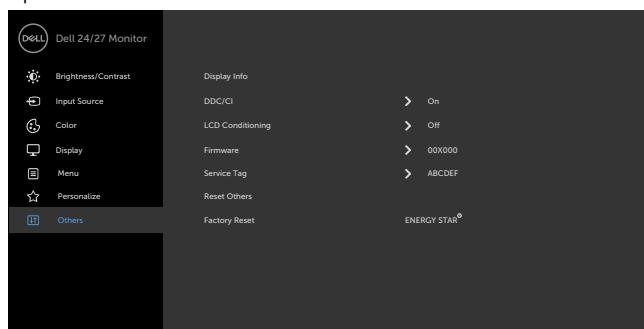 DELL Dell 24/27 Monitor
Brightness/Contrast Display Info
Input Source DDC/CI On
Color LCD Conditioning Off
Display Firmware 00X000
Menu Service Tag ABCDEF
Personalize Reset Others
Others Factory Reset ENERGY STAR®